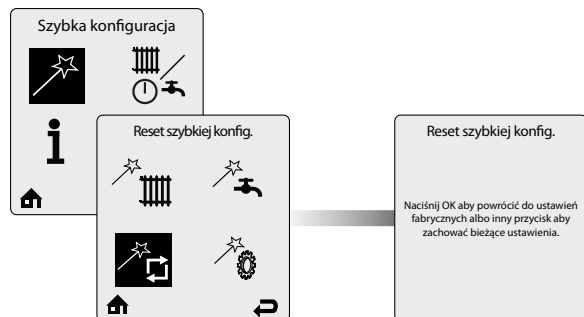 Szybka konfiguracja
Reset szybkiej konfig.
Reset szybkiej konfig.
Naciśnij OK aby powrócić do ustawień
fabrycznych albo inny przycisk aby
zachować bieżące ustawienia.